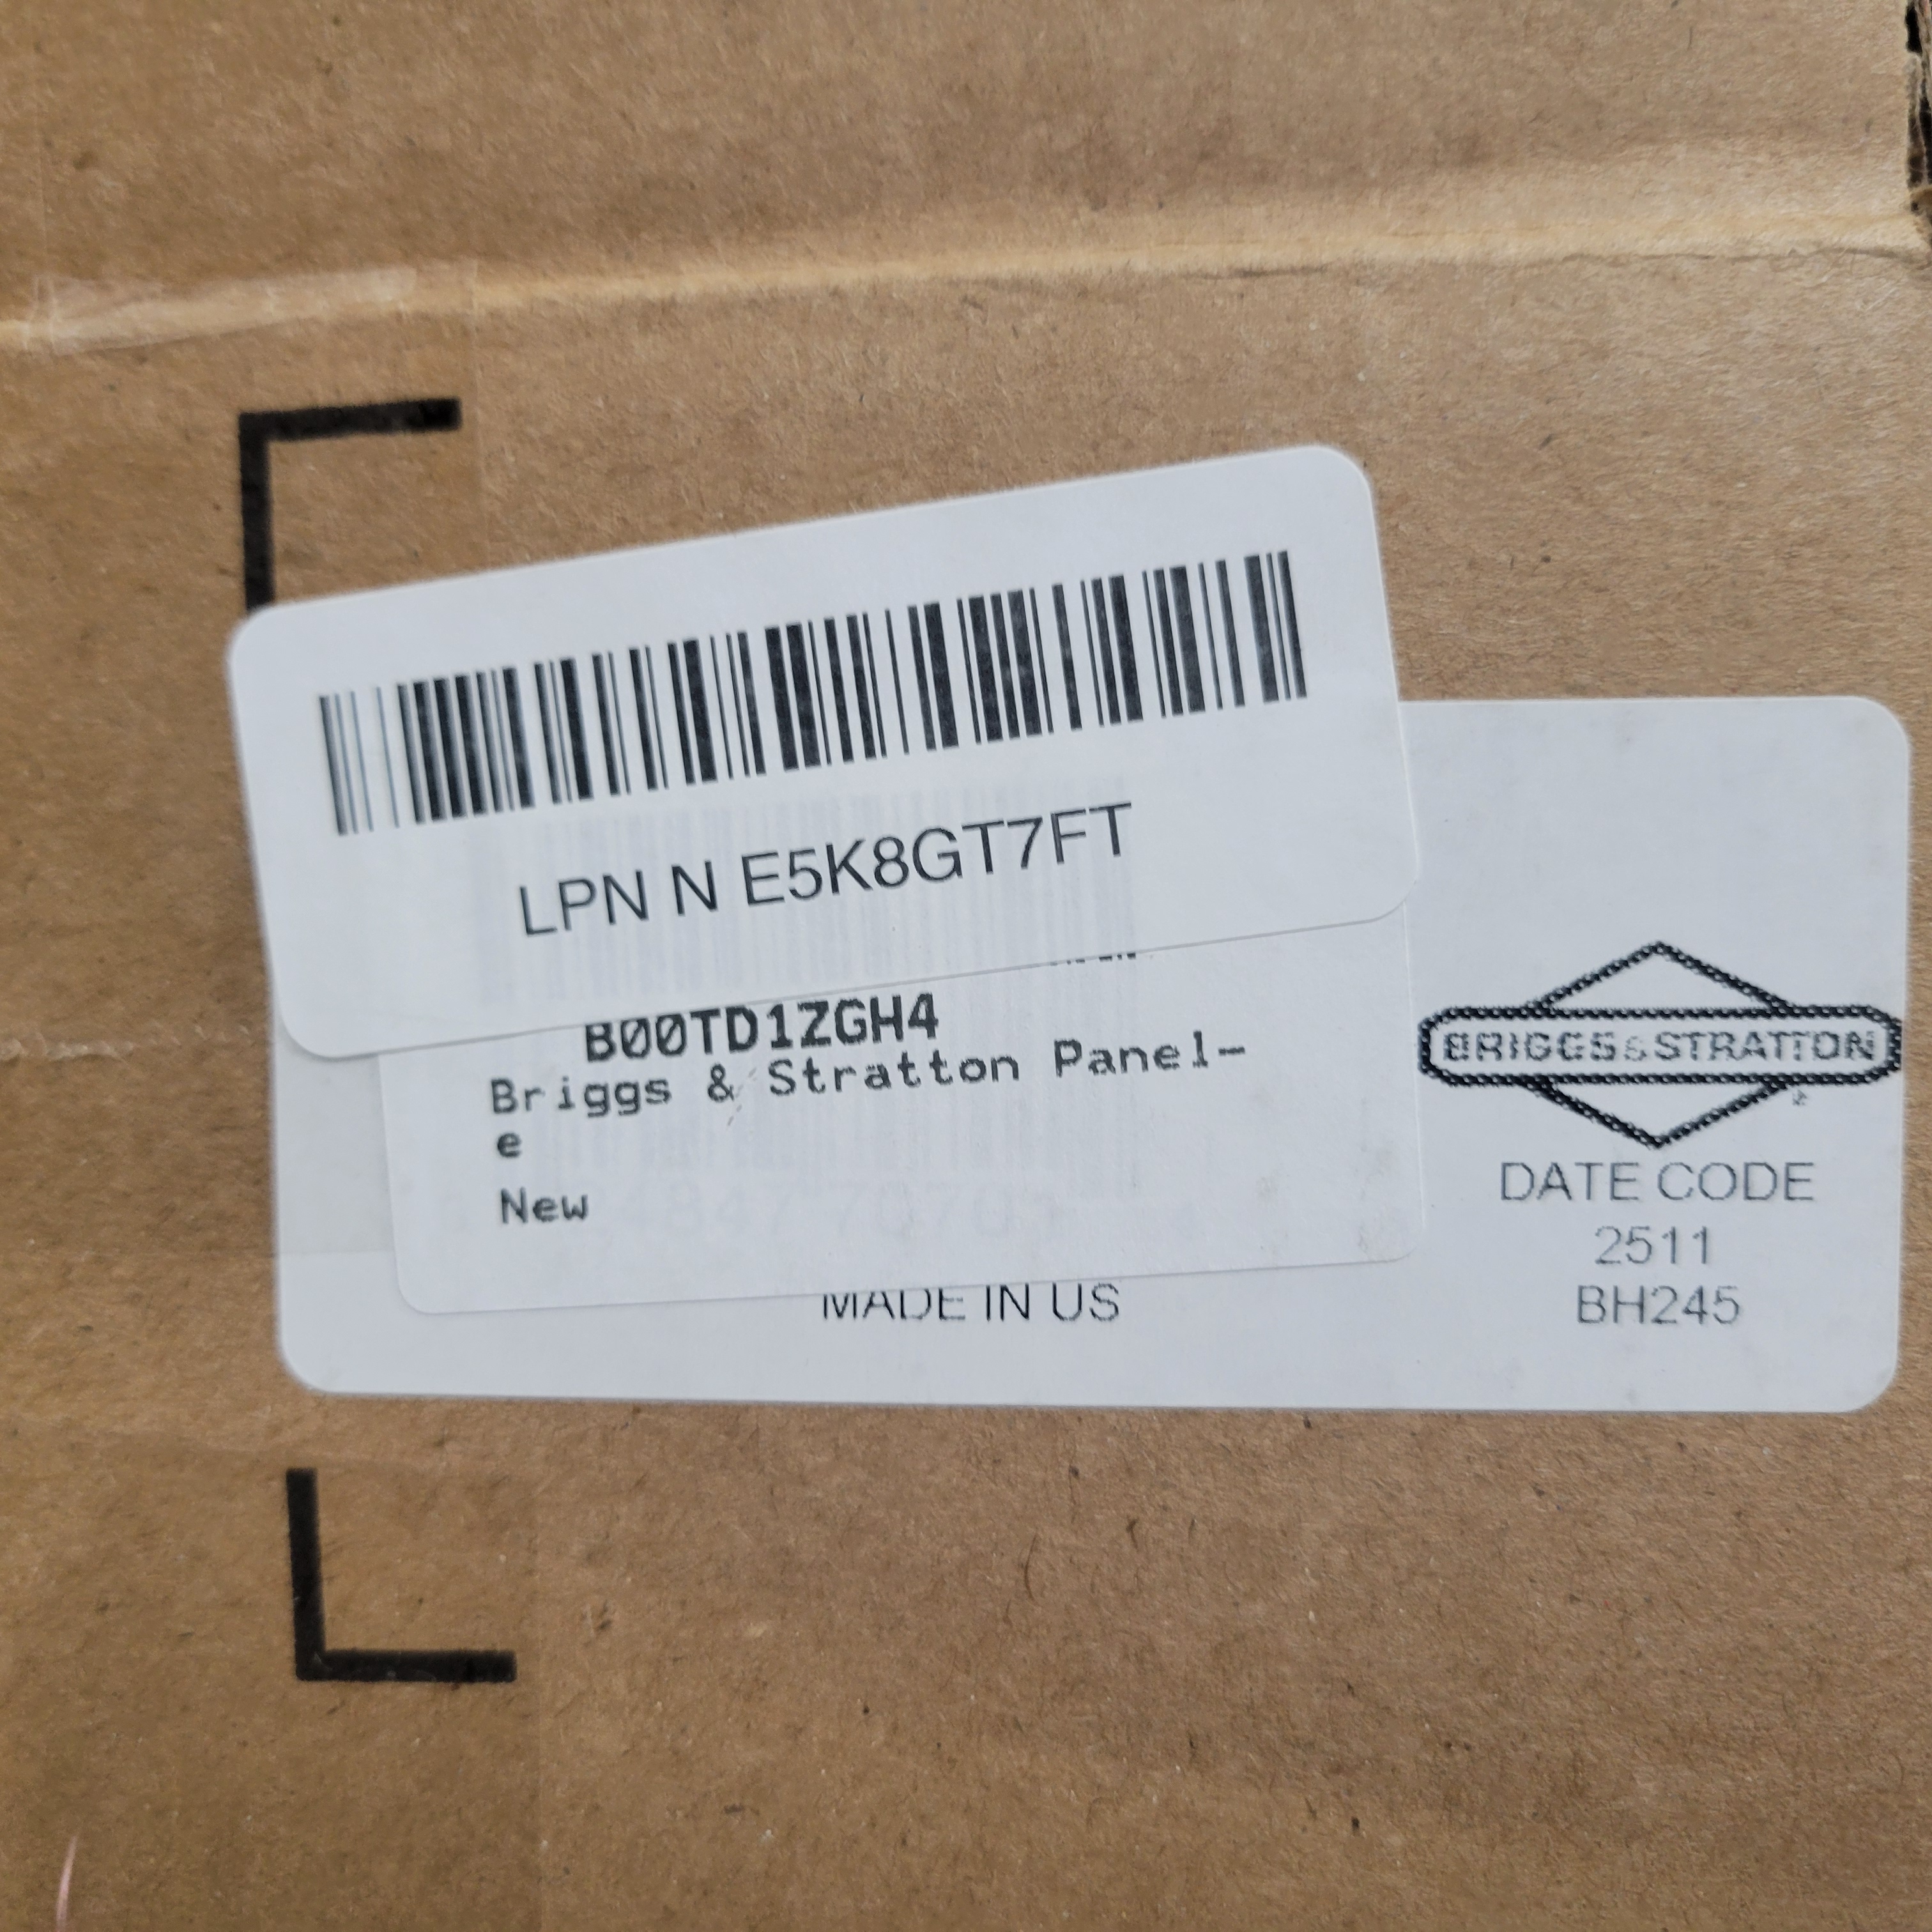 LPN N E5K8GT7FT
B00TD1ZGH4
Briggs & Stratton Panel-
e
New
MADE IN US
BRIGGS & STRATTON
DATE CODE
2511
BH245